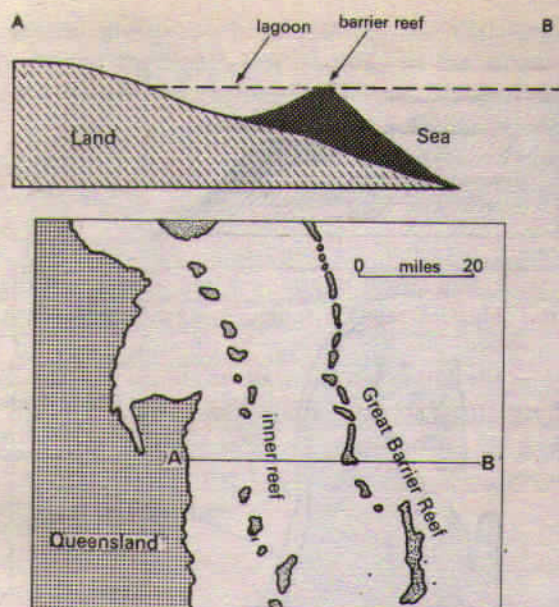 A
lagoon
barrier reef
B
Land
Sea
0 miles 20
Great Barrier Reef
inner reef
A
B
Queensland